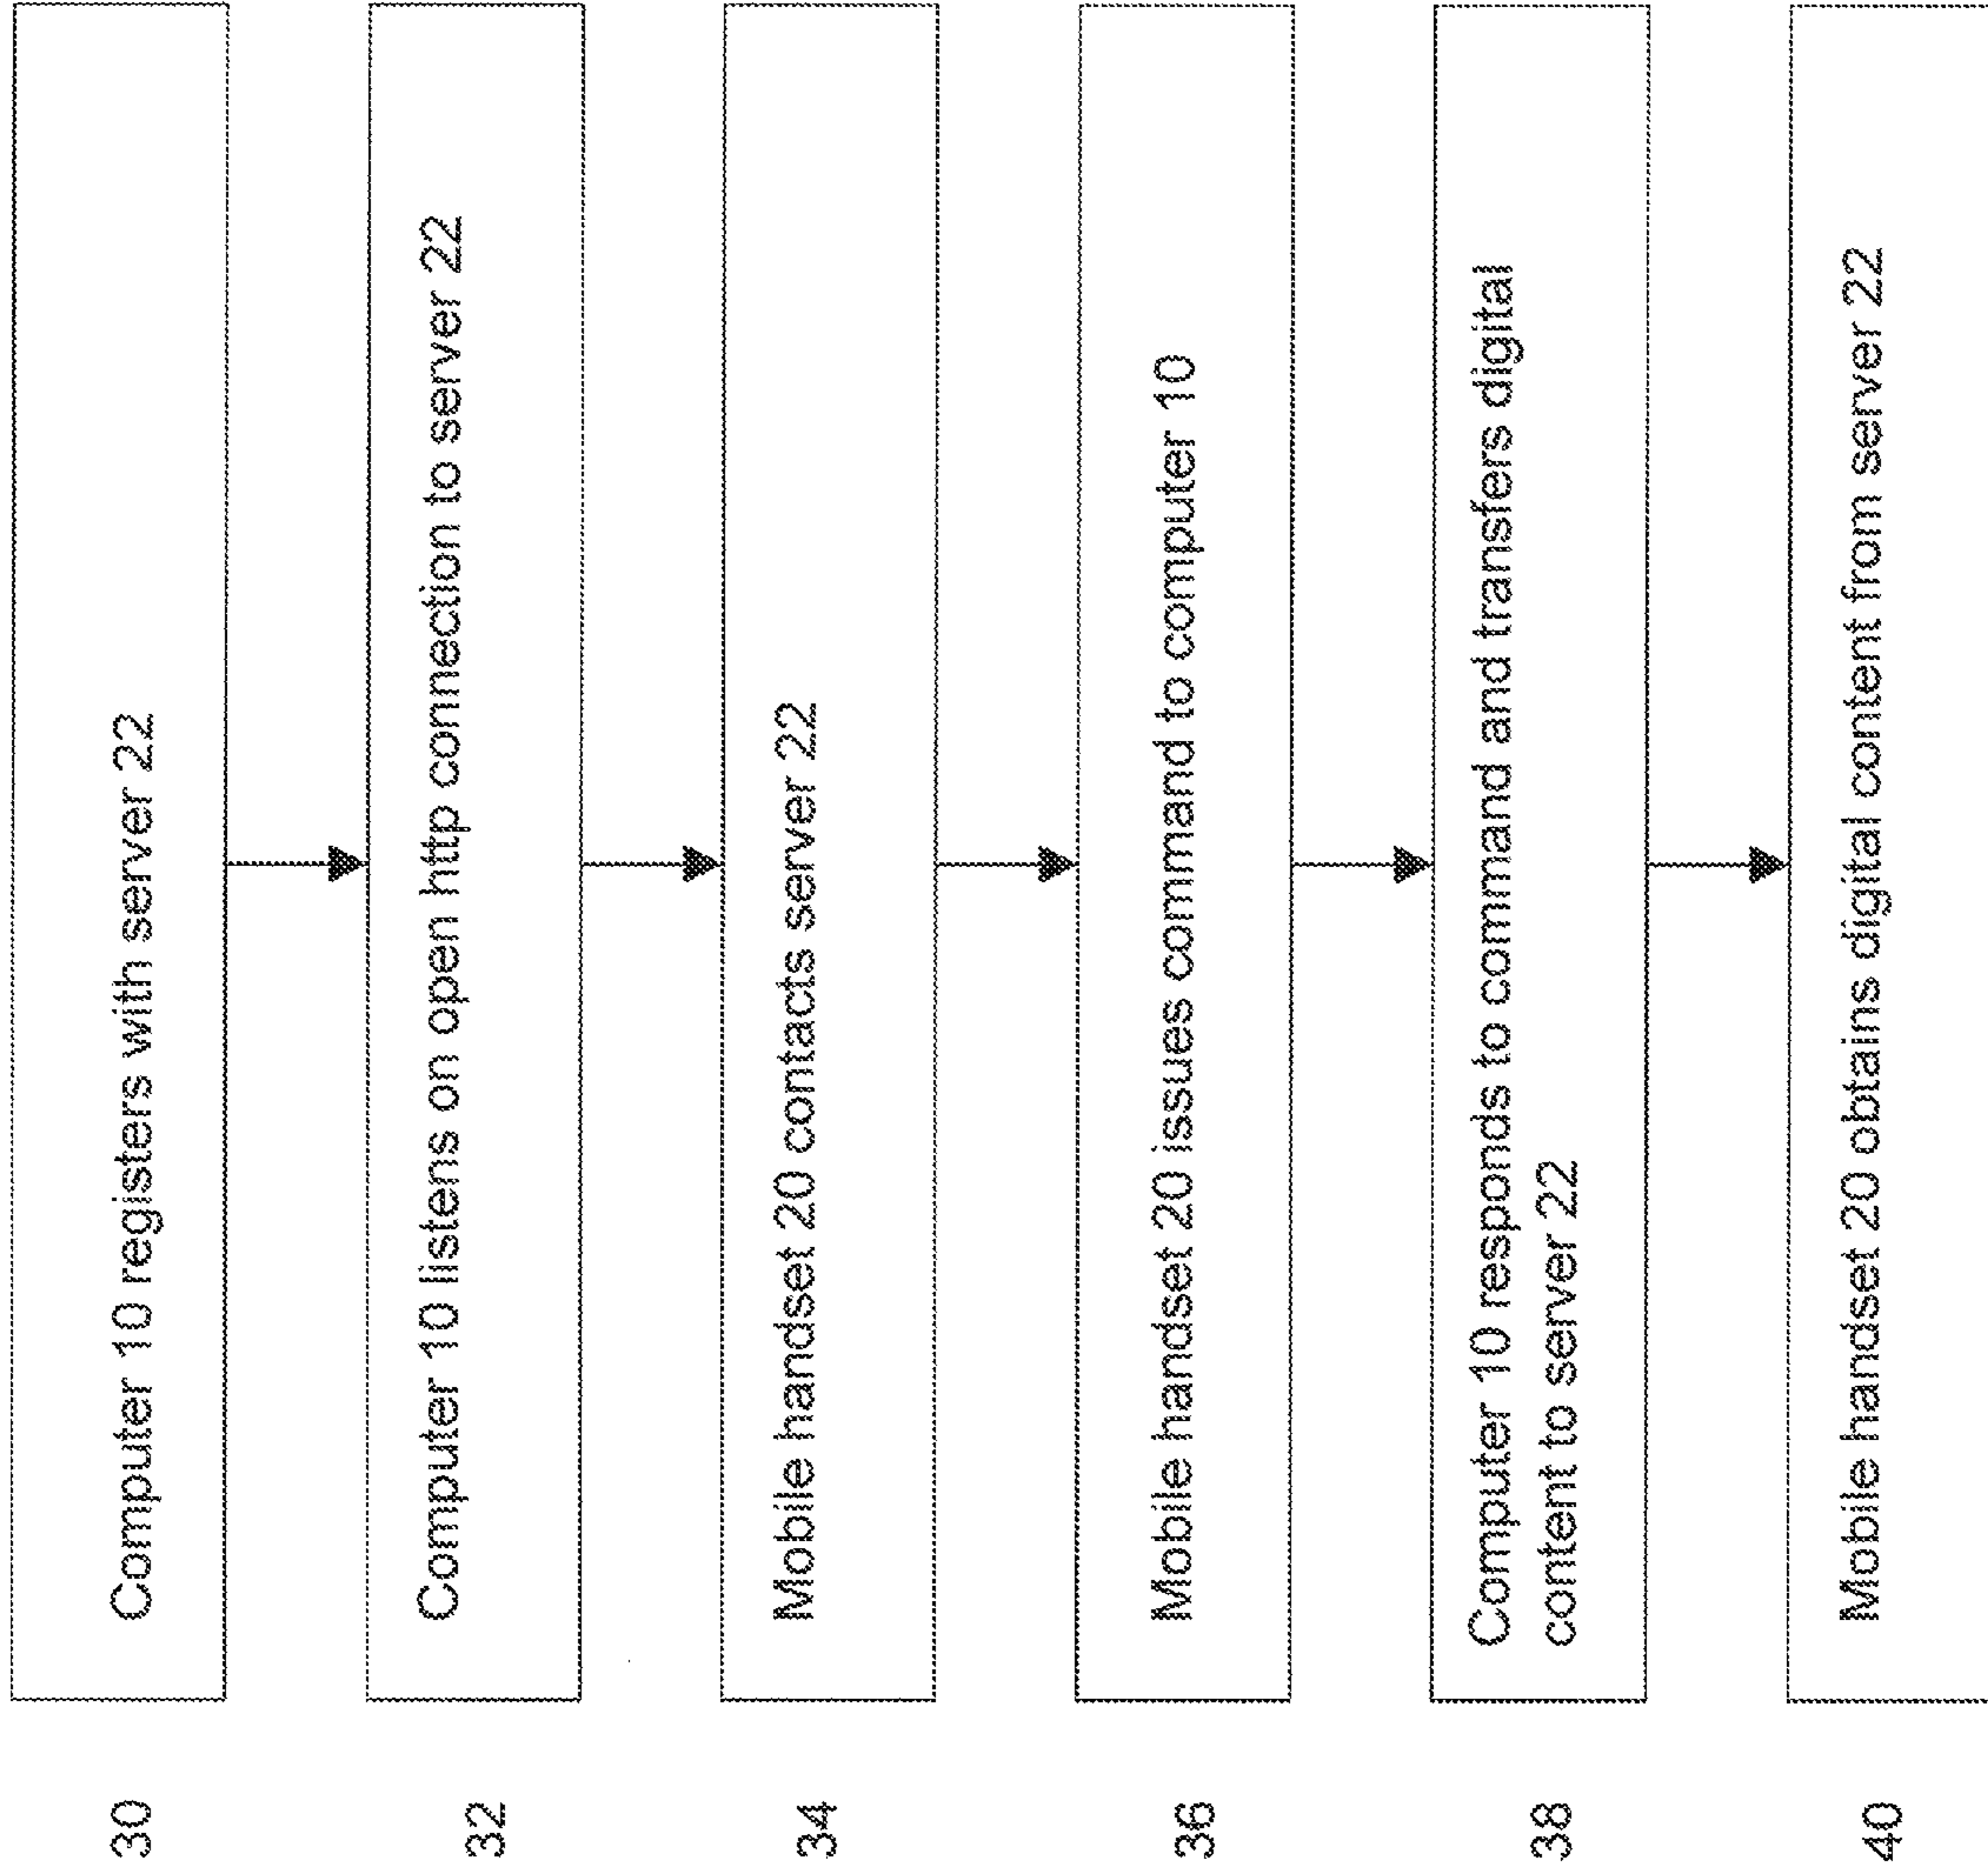 30
Computer 10 registers with server 22
32
Computer 10 listens on open http connection to server 22
34
Mobile handset 20 contacts server 22
36
Mobile handset 20 issues command to computer 10
38
Computer 10 responds to command and transfers digital
content to server 22
40
Mobile handset 20 obtains digital content from server 22